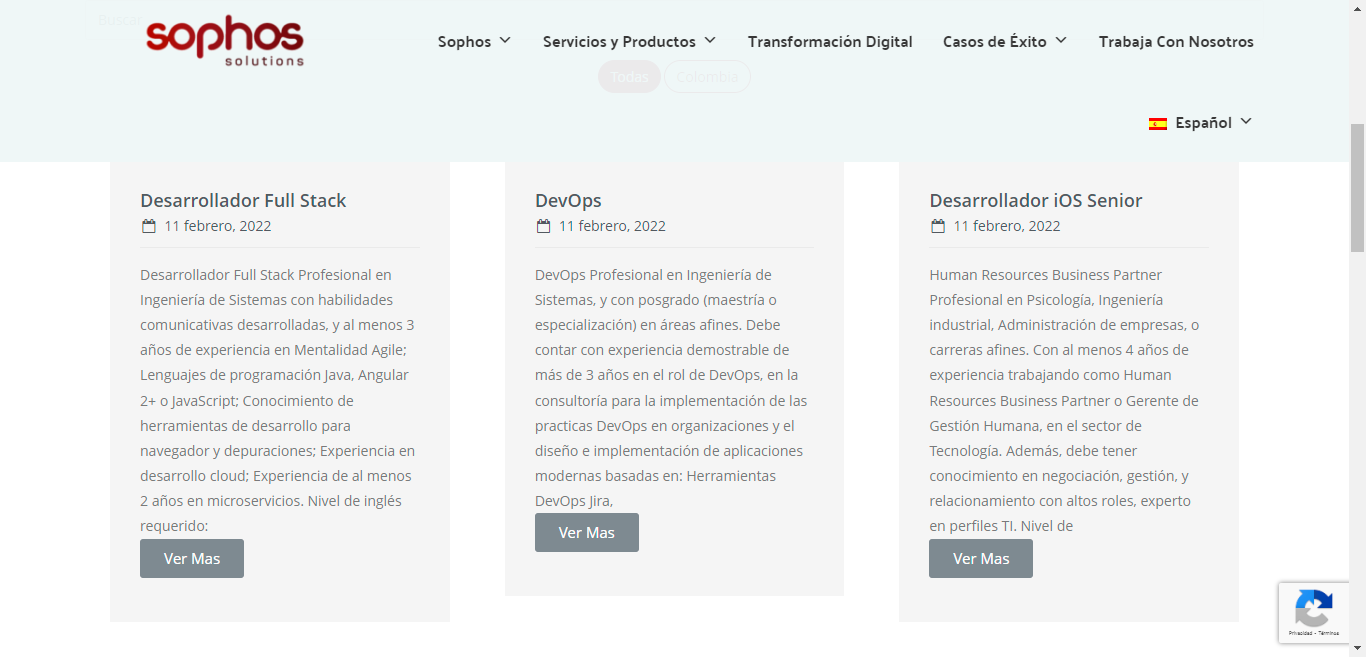 Buscar
sophos
solutions
Sophos
Servicios y Productos
Transformación Digital
Casos de Éxito
Trabaja Con Nosotros
Todas
Colombia
Español
Desarrollador Full Stack
11 febrero, 2022
Desarrollador Full Stack Profesional en
Ingeniería de Sistemas con habilidades
comunicativas desarrolladas, y al menos 3
años de experiencia en Mentalidad Agile;
Lenguajes de programación Java, Angular
2+ o JavaScript; Conocimiento de
herramientas de desarrollo para
navegador y depuraciones; Experiencia en
desarrollo cloud; Experiencia de al menos
2 años en microservicios. Nivel de inglés
requerido:
Ver Mas
DevOps
11 febrero, 2022
DevOps Profesional en Ingeniería de
Sistemas, y con posgrado (maestría o
especialización) en áreas afines. Debe
contar con experiencia demostrable de
más de 3 años en el rol de DevOps, en la
consultoría para la implementación de las
practicas DevOps en organizaciones y el
diseño e implementación de aplicaciones
modernas basadas en: Herramientas
DevOps Jira,
Ver Mas
Desarrollador iOS Senior
11 febrero, 2022
Human Resources Business Partner
Profesional en Psicología, Ingeniería
industrial, Administración de empresas, o
carreras afines. Con al menos 4 años de
experiencia trabajando como Human
Resources Business Partner o Gerente de
Gestión Humana, en el sector de
Tecnología. Además, debe tener
conocimiento en negociación, gestión, y
relacionamiento con altos roles, experto
en perfiles TI. Nivel de
Ver Mas
Privacidad - Términos